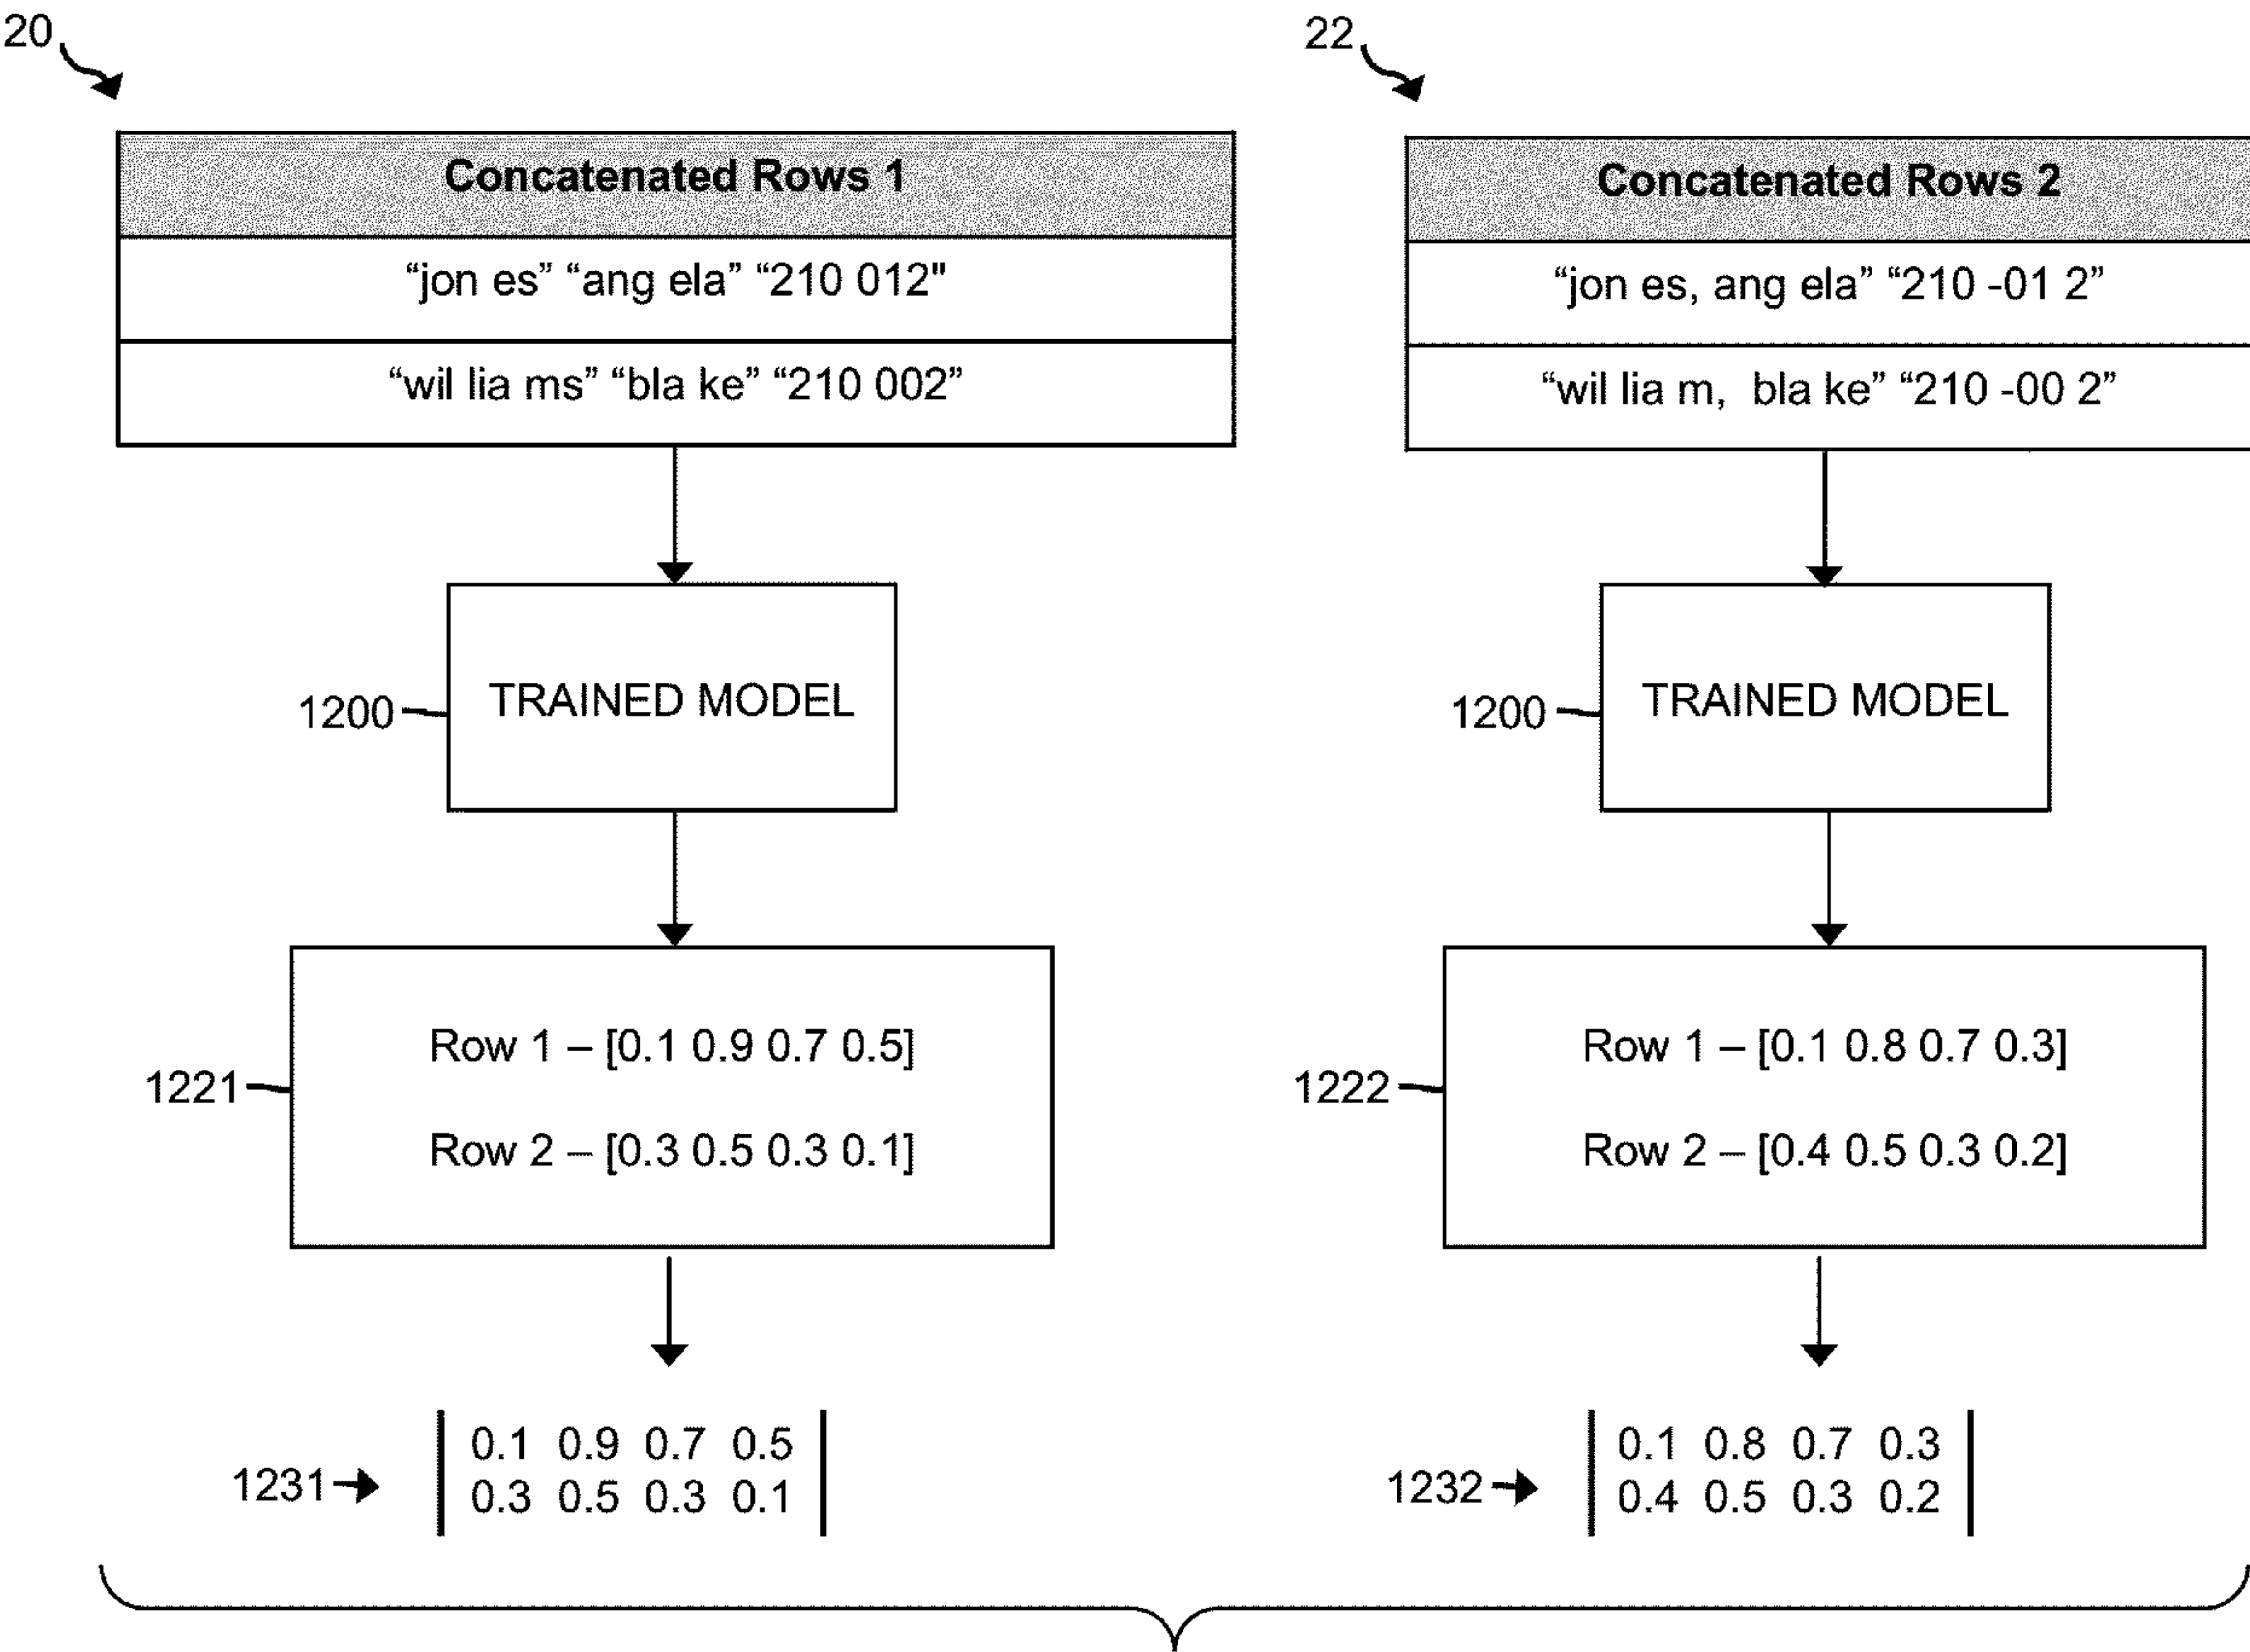 20
22
Concatenated Rows 1
“jon es” “ang ela” “210 012"
“wil lia ms” “bla ke” “210 002”
Concatenated Rows 2
“jon es, ang ela” “210 -01 2”
“wil lia m, bla ke” “210 -00 2”
1200
TRAINED MODEL
1200
TRAINED MODEL
1221
Row 1 – [0.1 0.9 0.7 0.5]
Row 2 – [0.3 0.5 0.3 0.1]
1222
Row 1 – [0.1 0.8 0.7 0.3]
Row 2 – [0.4 0.5 0.3 0.2]
1231
0.1 0.9 0.7 0.5
0.3 0.5 0.3 0.1
1232
0.1 0.8 0.7 0.3
0.4 0.5 0.3 0.2